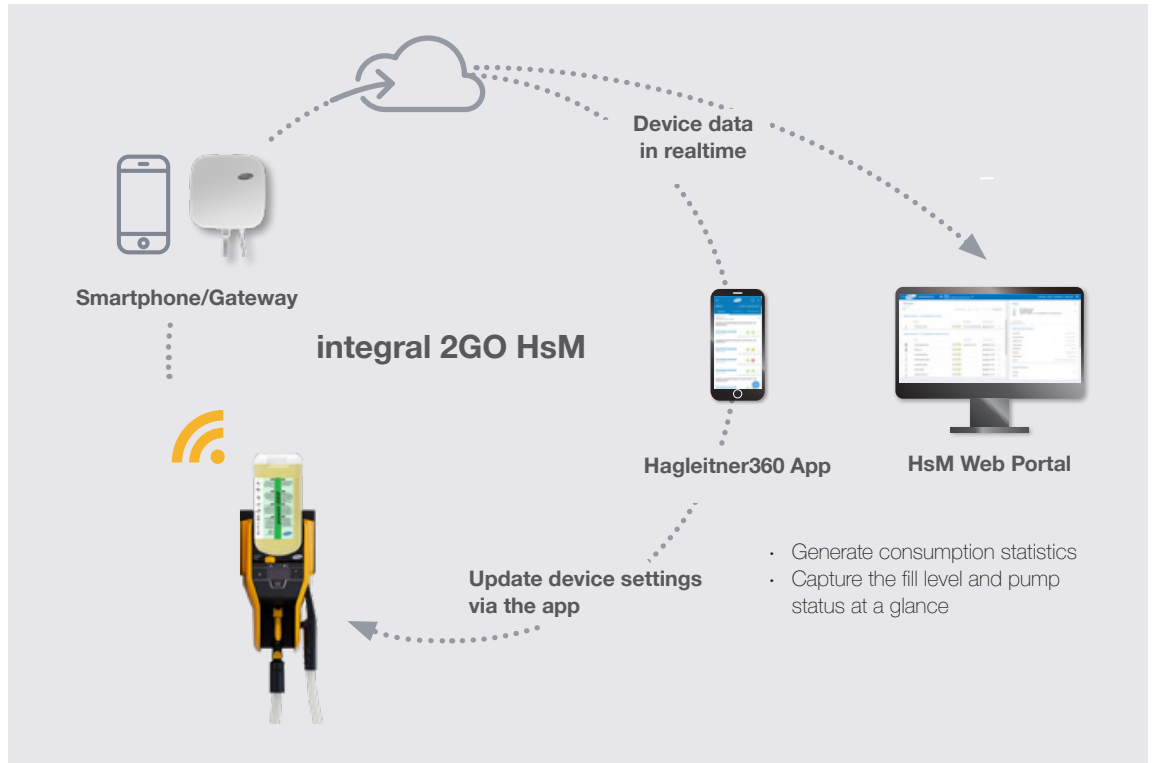 Device data
in realtime
Smartphone/Gateway
integral 2GO HsM
Hagleitner360 App
HsM Web Portal
Update device settings
via the app
· Generate consumption statistics
· Capture the fill level and pump
status at a glance